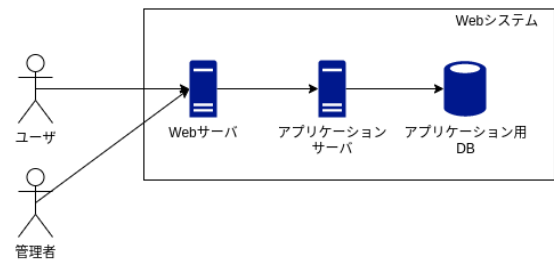 Webシステム
ユーザ
Webサーバ
アプリケーション
サーバ
アプリケーション用
DB
管理者